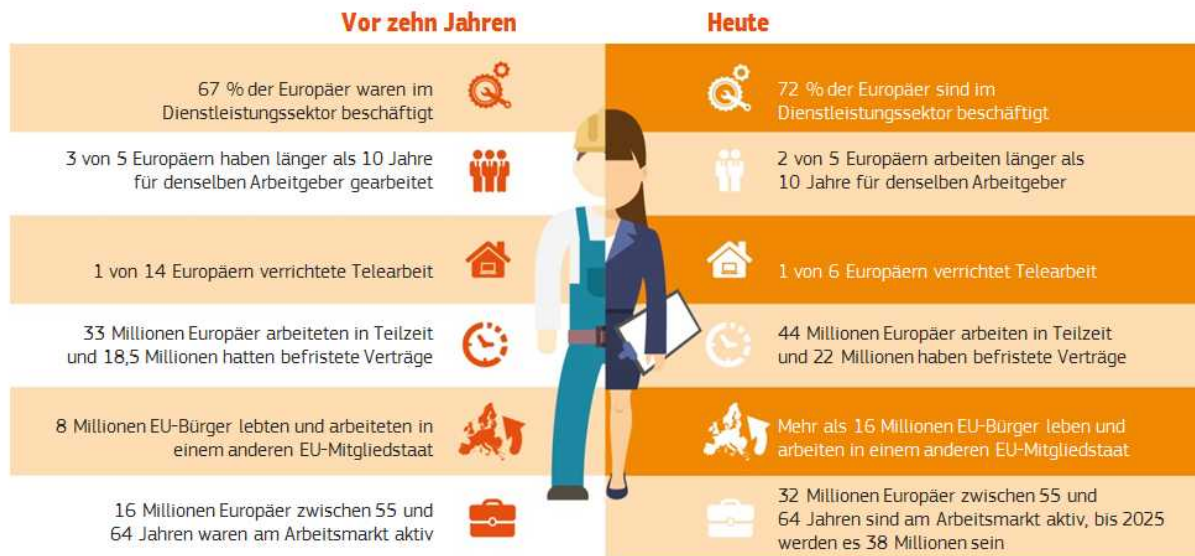 Vor zehn Jahren
Heute
67 % der Europäer waren im
Dienstleistungssektor beschäftigt
72 % der Europäer sind im
Dienstleistungssektor beschäftigt
3 von 5 Europäern haben länger als 10 Jahre
für denselben Arbeitgeber gearbeitet
2 von 5 Europäern arbeiten länger als
10 Jahre für denselben Arbeitgeber
1 von 14 Europäern verrichtete Telearbeit
1 von 6 Europäern verrichtet Telearbeit
33 Millionen Europäer arbeiteten in Teilzeit
und 18,5 Millionen hatten befristete Verträge
44 Millionen Europäer arbeiten in Teilzeit
und 22 Millionen haben befristete Verträge
8 Millionen EU-Bürger lebten und arbeiteten in
einem anderen EU-Mitgliedstaat
Mehr als 16 Millionen EU-Bürger leben und
arbeiten in einem anderen EU-Mitgliedstaat
16 Millionen Europäer zwischen 55 und
64 Jahren waren am Arbeitsmarkt aktiv
32 Millionen Europäer zwischen 55 und
64 Jahren sind am Arbeitsmarkt aktiv, bis 2025
werden es 38 Millionen sein